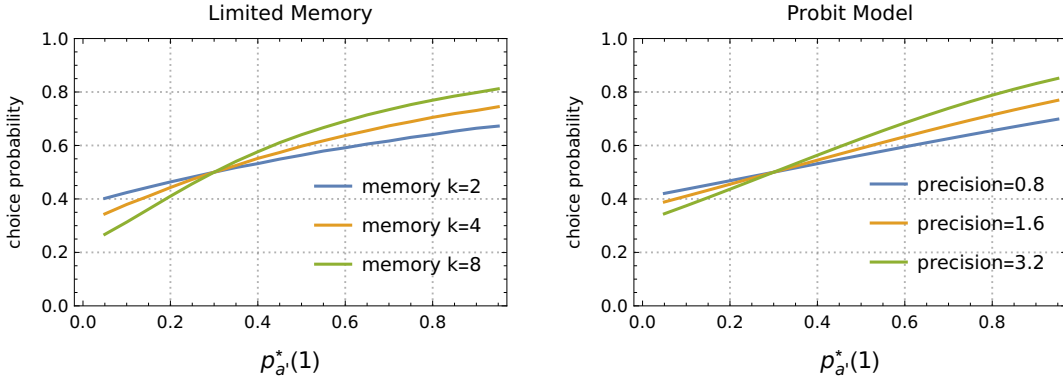 Limited Memory
choice probability
1.0
0.8
0.6
0.4
0.2
0.0
memory k=2
memory k=4
memory k=8
0.0 0.2 0.4 0.6 0.8
p*a'(1)
Probit Model
choice probability
1.0
0.8
0.6
0.4
0.2
0.0
precision=0.8
precision=1.6
precision=3.2
0.0 0.2 0.4 0.6 0.8
p*a'(1)